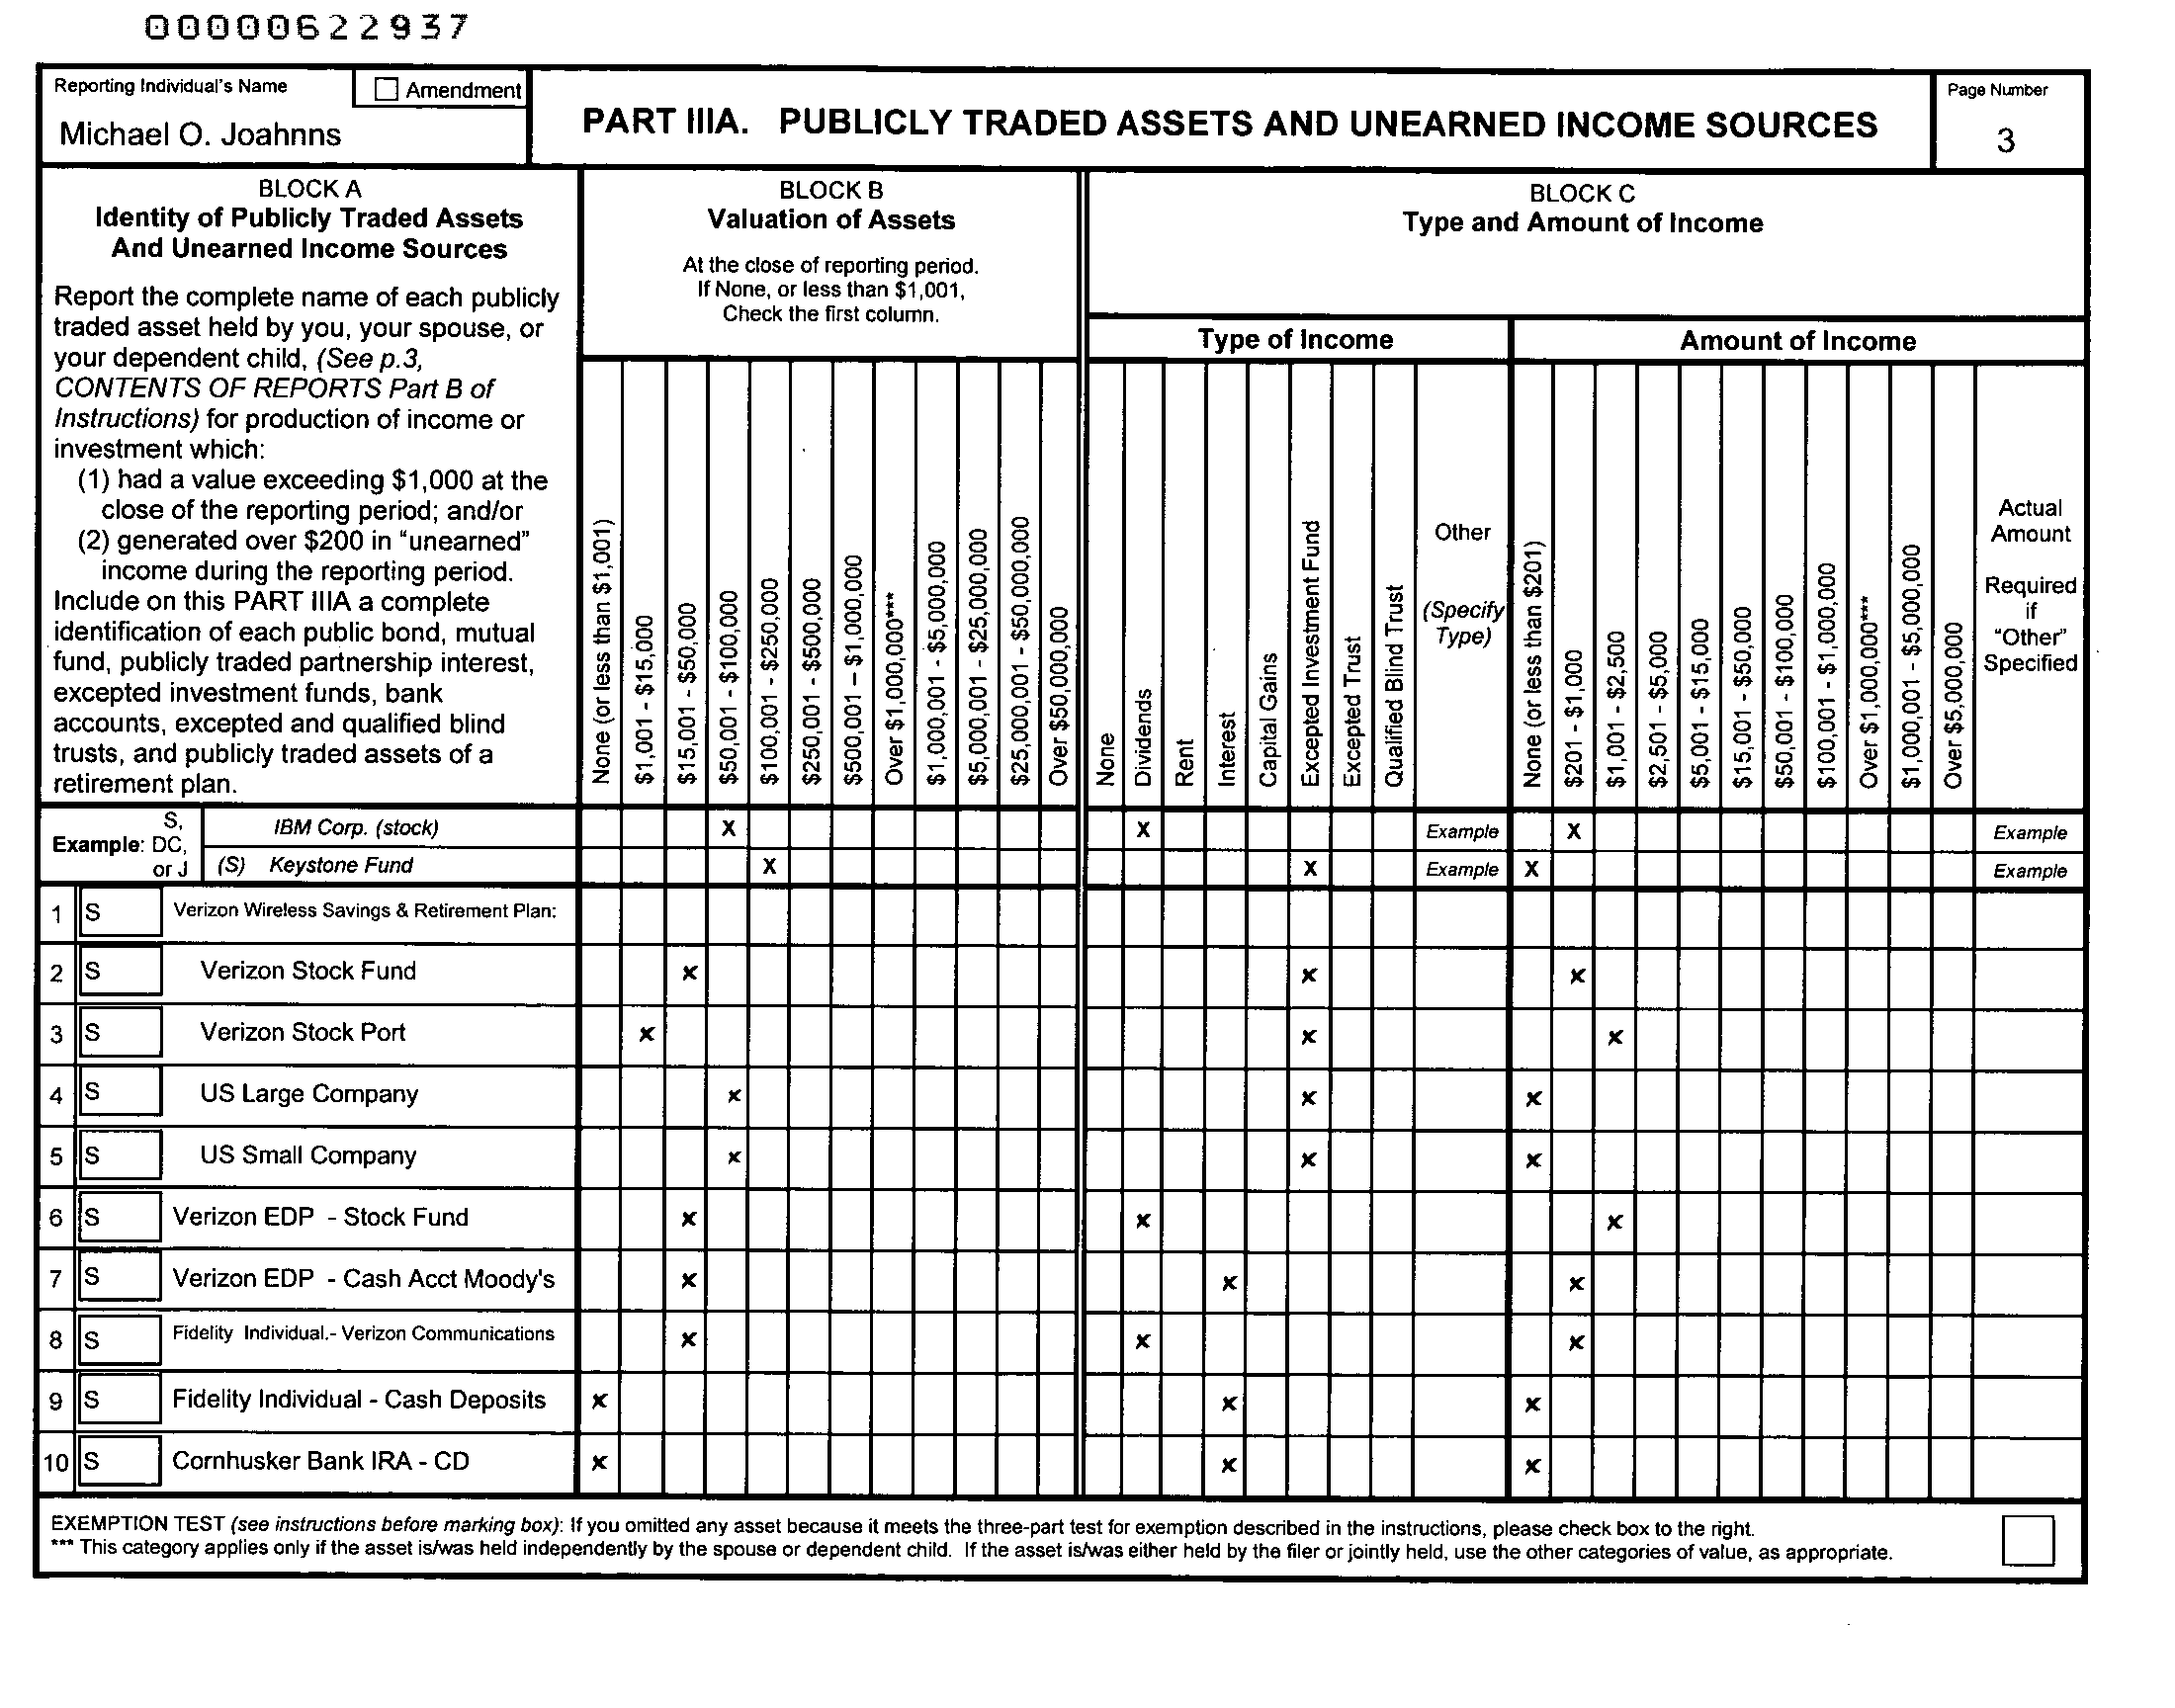 00000622937
Reporting Individual's Name
☐ Amendment
Michael O. Joahnns
PART IIIA. PUBLICLY TRADED ASSETS AND UNEARNED INCOME SOURCES
Page Number
3
BLOCK A
Identity of Publicly Traded Assets
And Unearned Income Sources
Report the complete name of each publicly
traded asset held by you, your spouse, or
your dependent child, (See p.3,
CONTENTS OF REPORTS Part B of
Instructions) for production of income or
investment which:
(1) had a value exceeding $1,000 at the
close of the reporting period; and/or
(2) generated over $200 in “unearned”
income during the reporting period.
Include on this PART IIIA a complete
identification of each public bond, mutual
fund, publicly traded partnership interest,
excepted investment funds, bank
accounts, excepted and qualified blind
trusts, and publicly traded assets of a
retirement plan.
BLOCK B
Valuation of Assets
At the close of reporting period.
If None, or less than $1,001,
Check the first column.
None (or less than $1,001)
$1,001 - $15,000
$15,001 - $50,000
$50,001 - $100,000
$100,001 - $250,000
$250,001 - $500,000
$500,001 – $1,000,000
Over $1,000,000***
$1,000,001 - $5,000,000
$5,000,001 - $25,000,000
$25,000,001 - $50,000,000
Over $50,000,000
BLOCK C
Type and Amount of Income
Type of Income
None
Dividends
Rent
Interest
Capital Gains
Excepted Investment Fund
Excepted Trust
Qualified Blind Trust
Other
(Specify
Type)
Amount of Income
None (or less than $201)
$201 - $1,000
$1,001 - $2,500
$2,501 - $5,000
$5,001 - $15,000
$15,001 - $50,000
$50,001 - $100,000
$100,001 - $1,000,000
Over $1,000,000***
$1,000,001 - $5,000,000
Over $5,000,000
Actual
Amount
Required
if
“Other”
Specified
Example: S,
DC,
or J
IBM Corp. (stock) X X Example X Example
(S) Keystone Fund X X Example X Example
1 S Verizon Wireless Savings & Retirement Plan:
2 S Verizon Stock Fund x x x
3 S Verizon Stock Port x x x
4 S US Large Company x x x
5 S US Small Company x x x
6 S Verizon EDP - Stock Fund x x x
7 S Verizon EDP - Cash Acct Moody's x x x
8 S Fidelity Individual.- Verizon Communications x x x
9 S Fidelity Individual - Cash Deposits x x x
10 S Cornhusker Bank IRA - CD x x x
EXEMPTION TEST (see instructions before marking box): If you omitted any asset because it meets the three-part test for exemption described in the instructions, please check box to the right.
*** This category applies only if the asset is/was held independently by the spouse or dependent child. If the asset is/was either held by the filer or jointly held, use the other categories of value, as appropriate.